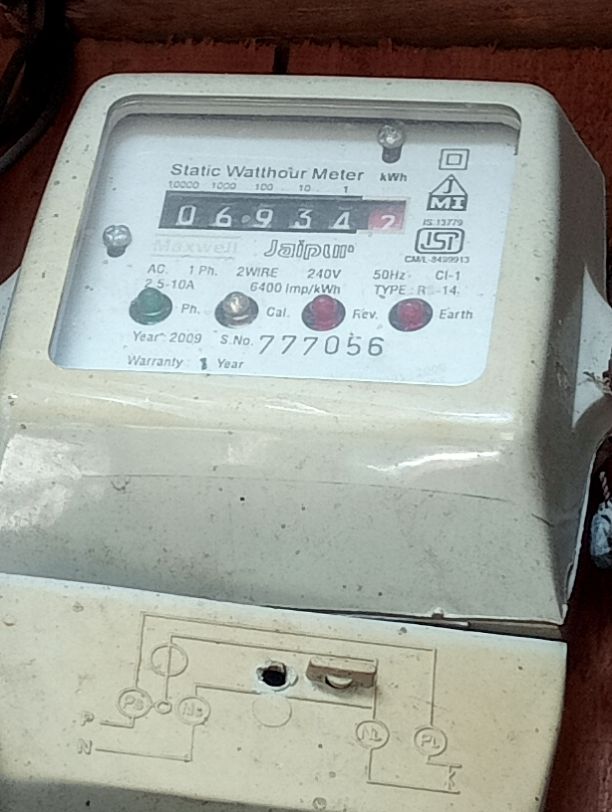 Static Watthour Meter kWh
10000 1000 100 10 1
0 6 9 3 4 2
JMI
IS:13779
ISI
CM/L-8499913
Maxwell Jaipur
AC. 1 Ph. 2WIRE 240V 50Hz Cl-1
2.5-10A 6400 Imp/kWh TYPE:
Ph. Cal. Rev. Earth
Year 2009 S.No. 777056
Warranty : 1 Year
P
N